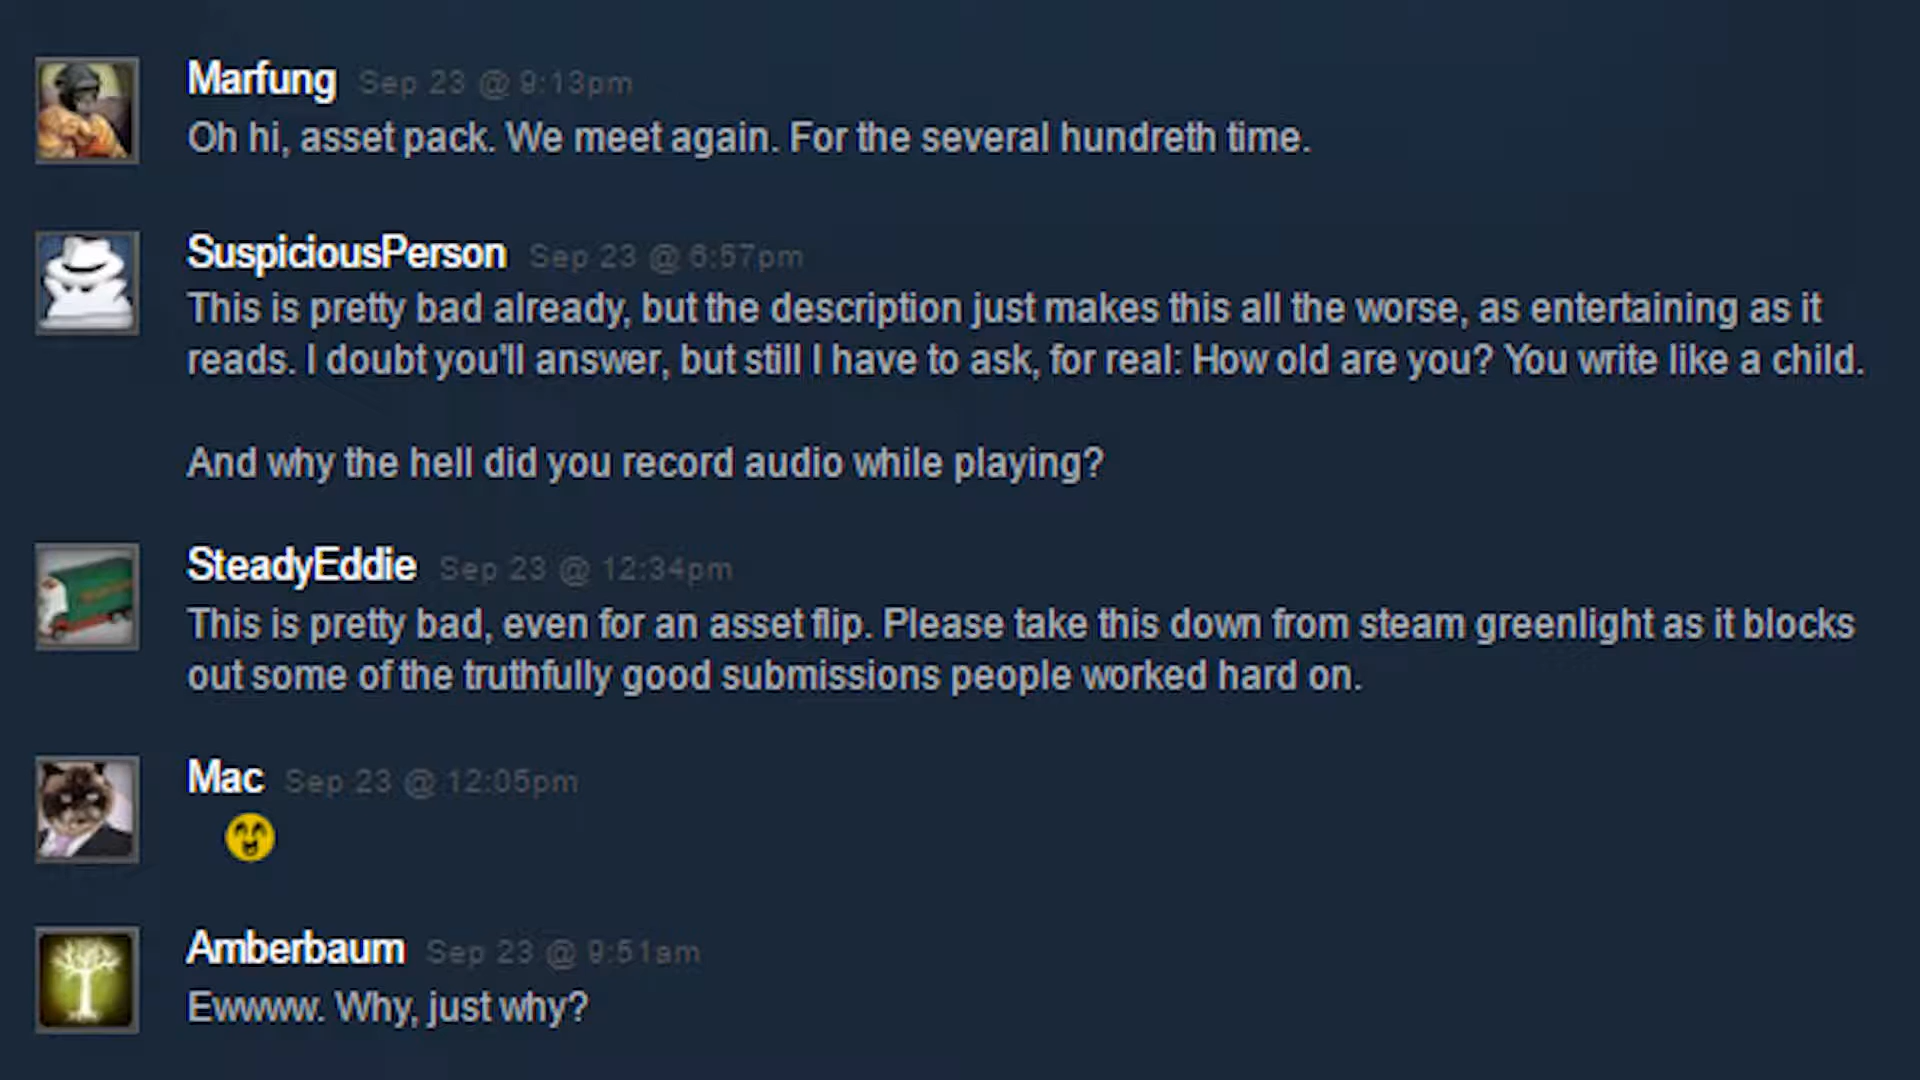 Marfung Sep 23 @ 9:13pm
Oh hi, asset pack. We meet again. For the several hundreth time.
SuspiciousPerson Sep 23 @ 6:57pm
This is pretty bad already, but the description just makes this all the worse, as entertaining as it
reads. I doubt you'll answer, but still I have to ask, for real: How old are you? You write like a child.
And why the hell did you record audio while playing?
SteadyEddie Sep 23 @ 12:34pm
This is pretty bad, even for an asset flip. Please take this down from steam greenlight as it blocks
out some of the truthfully good submissions people worked hard on.
Mac Sep 23 @ 12:05pm
Amberbaum Sep 23 @ 9:51am
Ewwww. Why, just why?